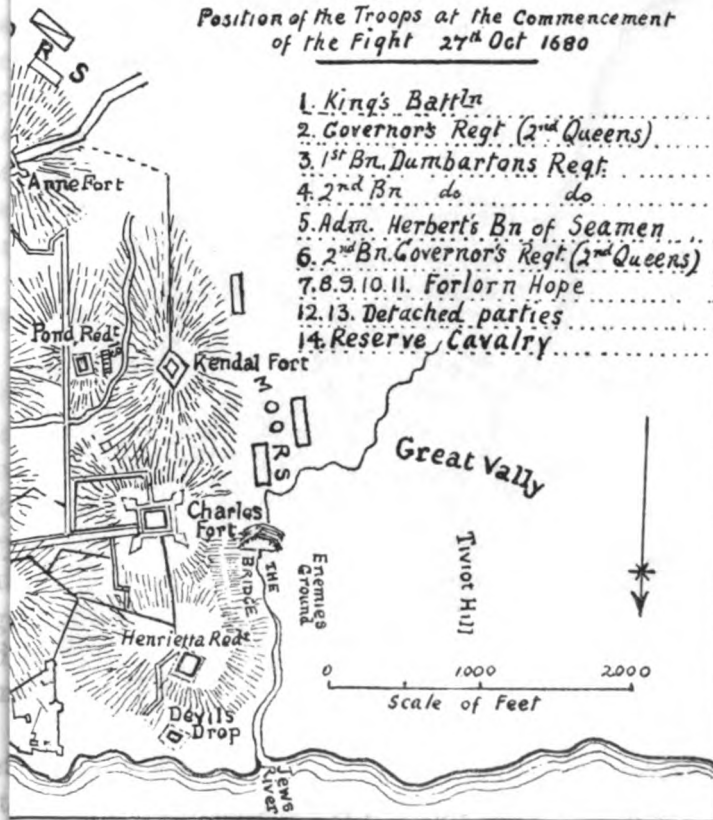 Position of the Troops at the Commencement
of the Fight 27th Oct 1680
1. King's Battln
2. Governor's Regt (2nd Queens)
3. 1st Bn. Dumbartons Regt.
4. 2nd Bn do do
5. Adm. Herbert's Bn of Seamen
6. 2nd Bn. Governor's Regt. (2nd Queens)
7.8.9.10.11. Forlorn Hope
12.13. Detached parties
14. Reserve Cavalry
ORS
Anne Fort
Pond Redt
Kendal Fort
MOORS
Great Vally
Charles
Fort
THE
BRIDGE
Enemies
Ground
Tiviot Hill
Henrietta Redt
Devils
Drop
0 1000 2000
Scale of Feet
Jews
River